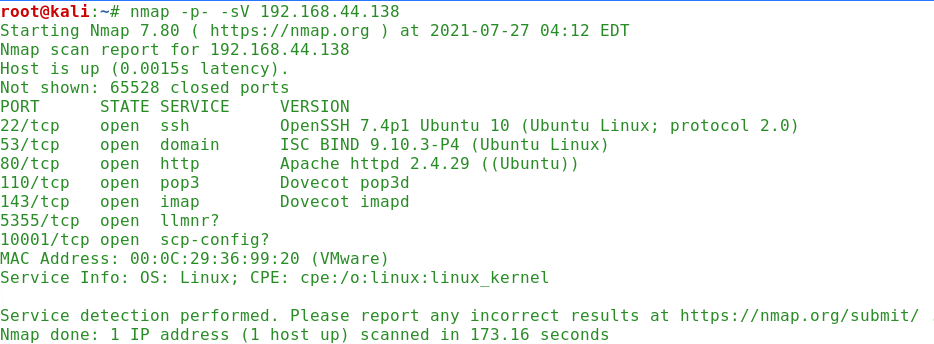 root@kali:~# nmap -p- -sV 192.168.44.138
Starting Nmap 7.80 ( https://nmap.org ) at 2021-07-27 04:12 EDT
Nmap scan report for 192.168.44.138
Host is up (0.0015s latency).
Not shown: 65528 closed ports
PORT      STATE SERVICE     VERSION
22/tcp    open  ssh         OpenSSH 7.4p1 Ubuntu 10 (Ubuntu Linux; protocol 2.0)
53/tcp    open  domain      ISC BIND 9.10.3-P4 (Ubuntu Linux)
80/tcp    open  http        Apache httpd 2.4.29 ((Ubuntu))
110/tcp   open  pop3        Dovecot pop3d
143/tcp   open  imap        Dovecot imapd
5355/tcp  open  llmnr?
10001/tcp open  scp-config?
MAC Address: 00:0C:29:36:99:20 (VMware)
Service Info: OS: Linux; CPE: cpe:/o:linux:linux_kernel

Service detection performed. Please report any incorrect results at https://nmap.org/submit/ .
Nmap done: 1 IP address (1 host up) scanned in 173.16 seconds